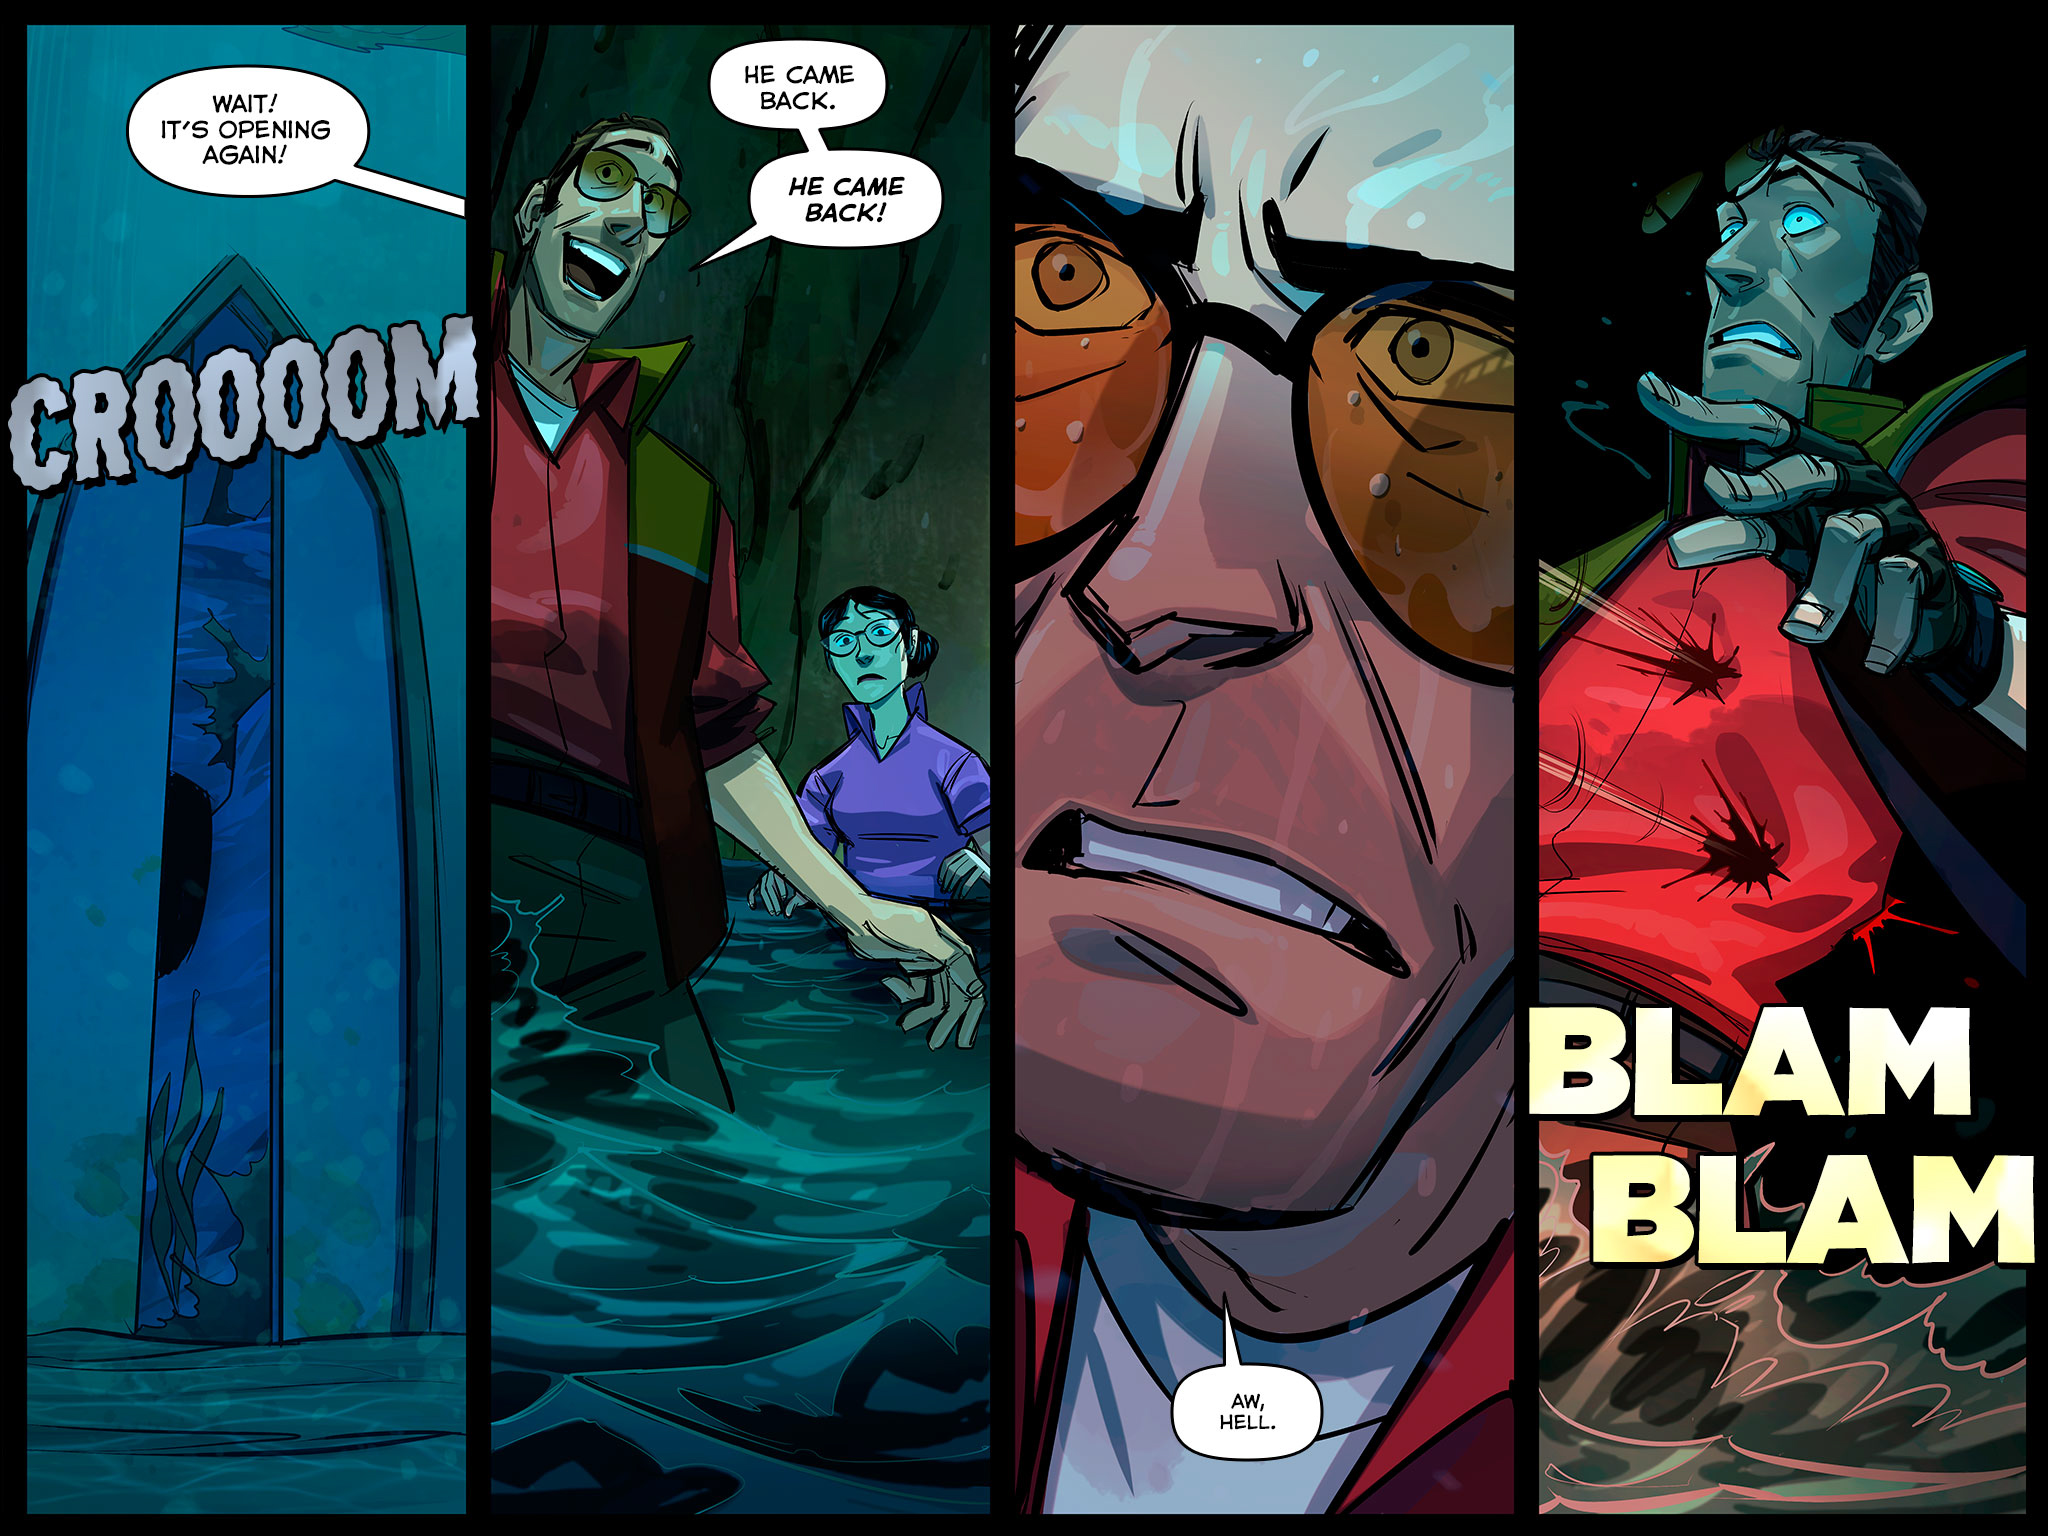 WAIT!
IT'S OPENING
AGAIN!
CROOOOM
HE CAME
BACK.
HE CAME
BACK!
AW,
HELL.
BLAM
BLAM